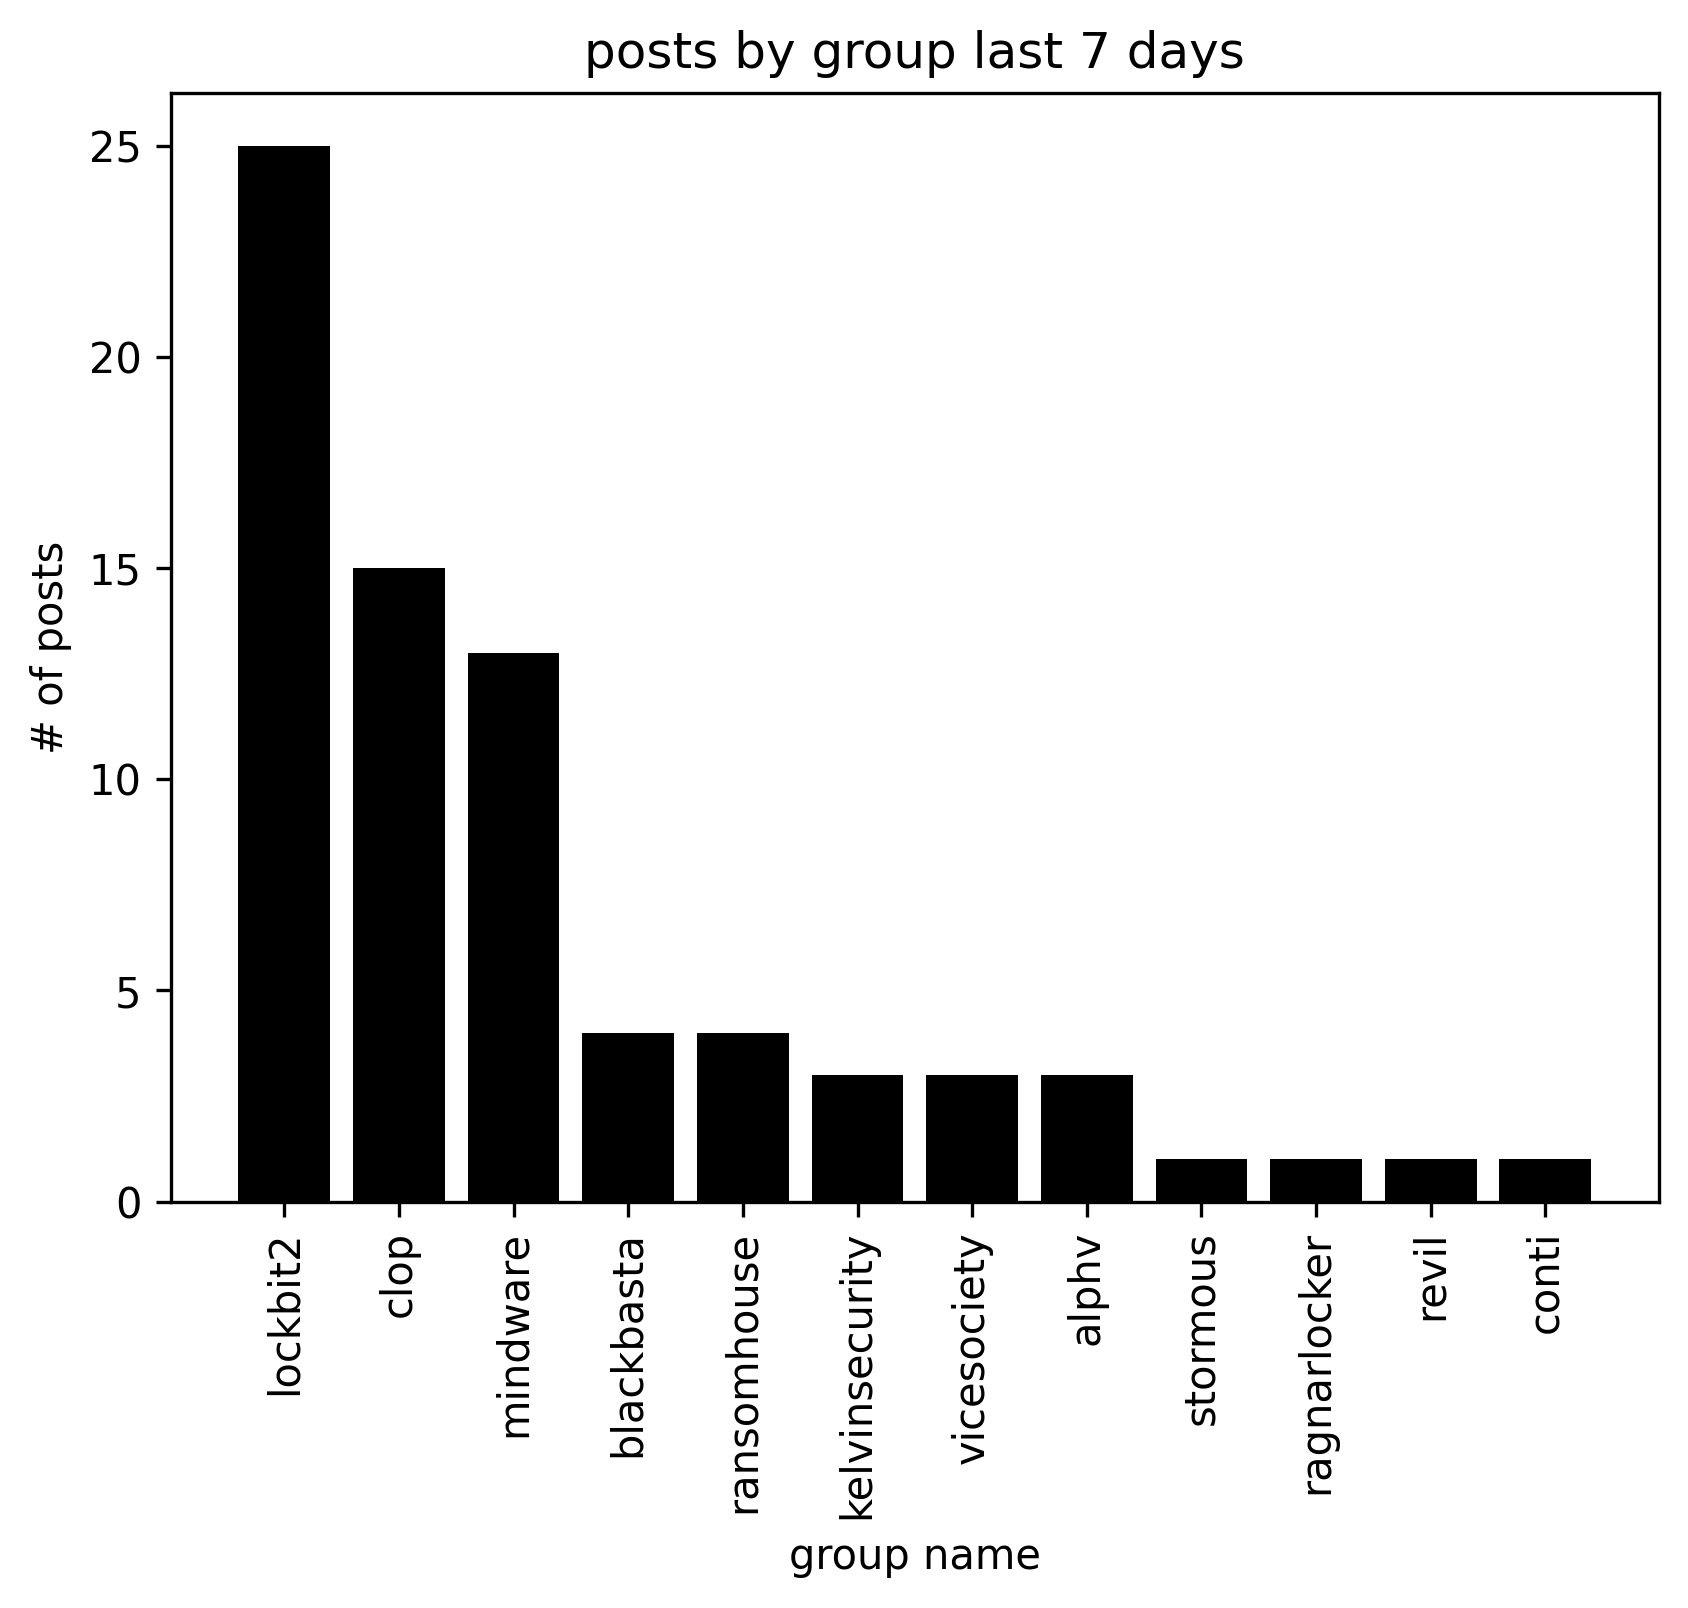 posts by group last 7 days
25
20
15
10
5
0
# of posts
lockbit2
clop
mindware
blackbasta
ransomhouse
kelvinsecurity
vicesociety
alphv
stormous
ragnarlocker
revil
conti
group name